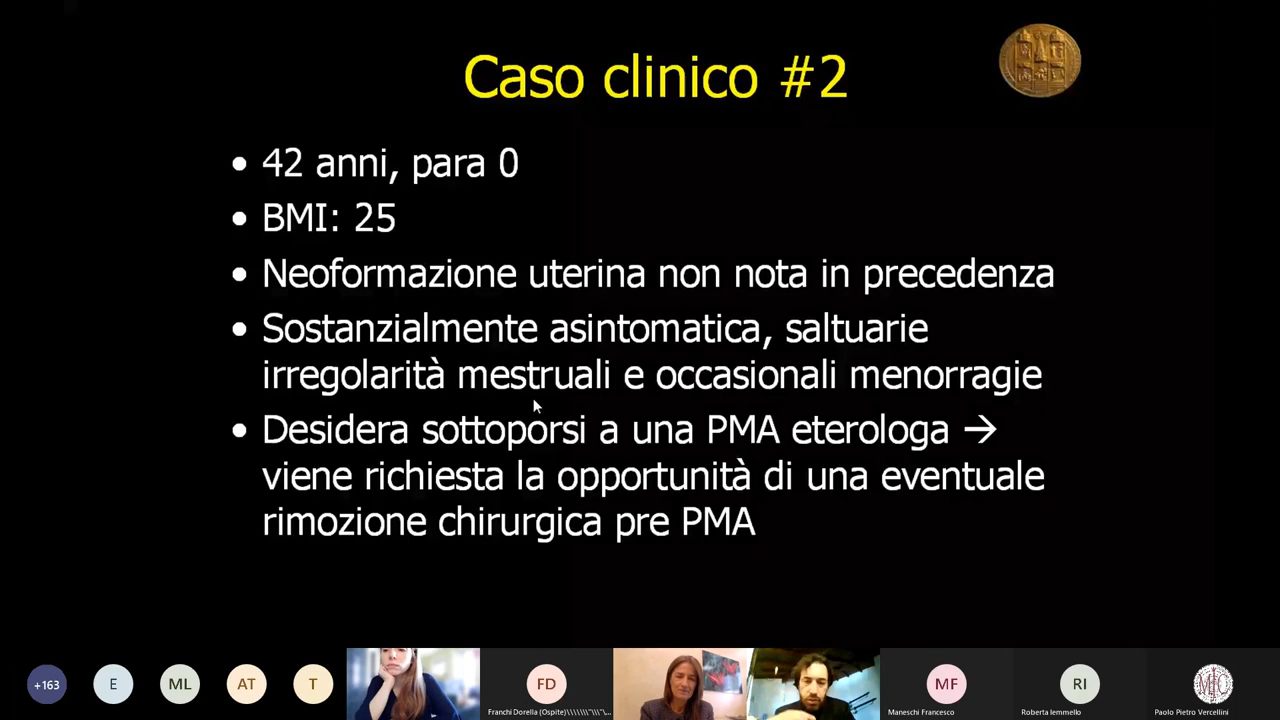 Caso clinico #2
• 42 anni, para 0
• BMI: 25
• Neoformazione uterina non nota in precedenza
• Sostanzialmente asintomatica, saltuarie
irregolarità mestruali e occasionali menorragie
• Desidera sottoporsi a una PMA eterologa →
viene richiesta la opportunità di una eventuale
rimozione chirurgica pre PMA
+163
E
ML
AT
T
FD
MF
RI
Franchi Dorella (Ospite)\\\\\\\"\\\"\...
Maneschi Francesco
Roberta Iemmello
Paolo Pietro Vercellini